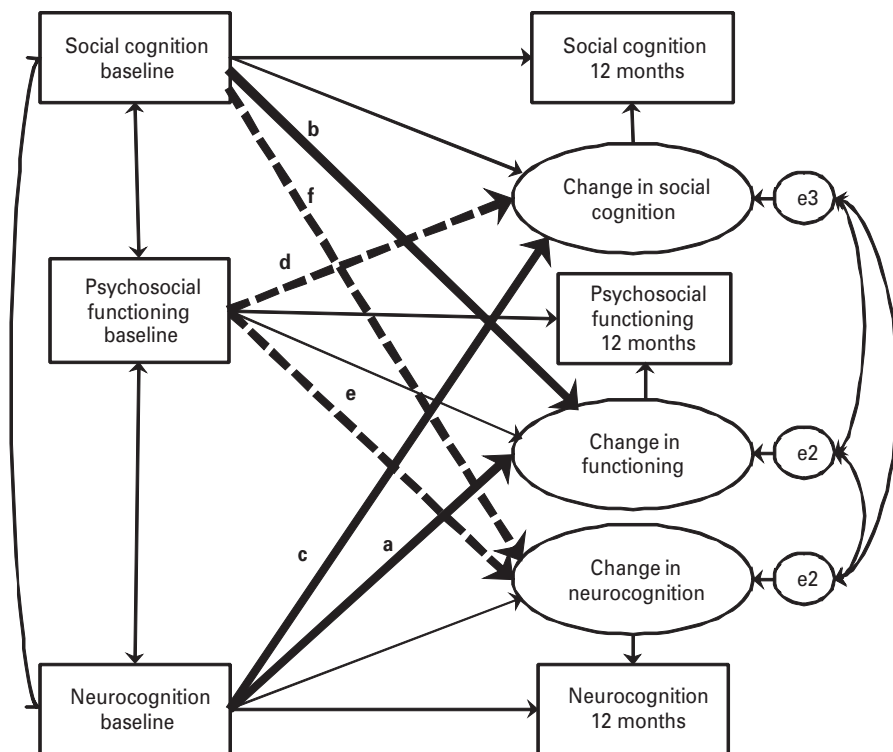 Social cognition
baseline
Social cognition
12 months
b
f
Change in social
cognition
e3
d
Psychosocial
functioning
baseline
Psychosocial
functioning
12 months
e
Change in
functioning
e2
c
a
Change in
neurocognition
e2
Neurocognition
baseline
Neurocognition
12 months